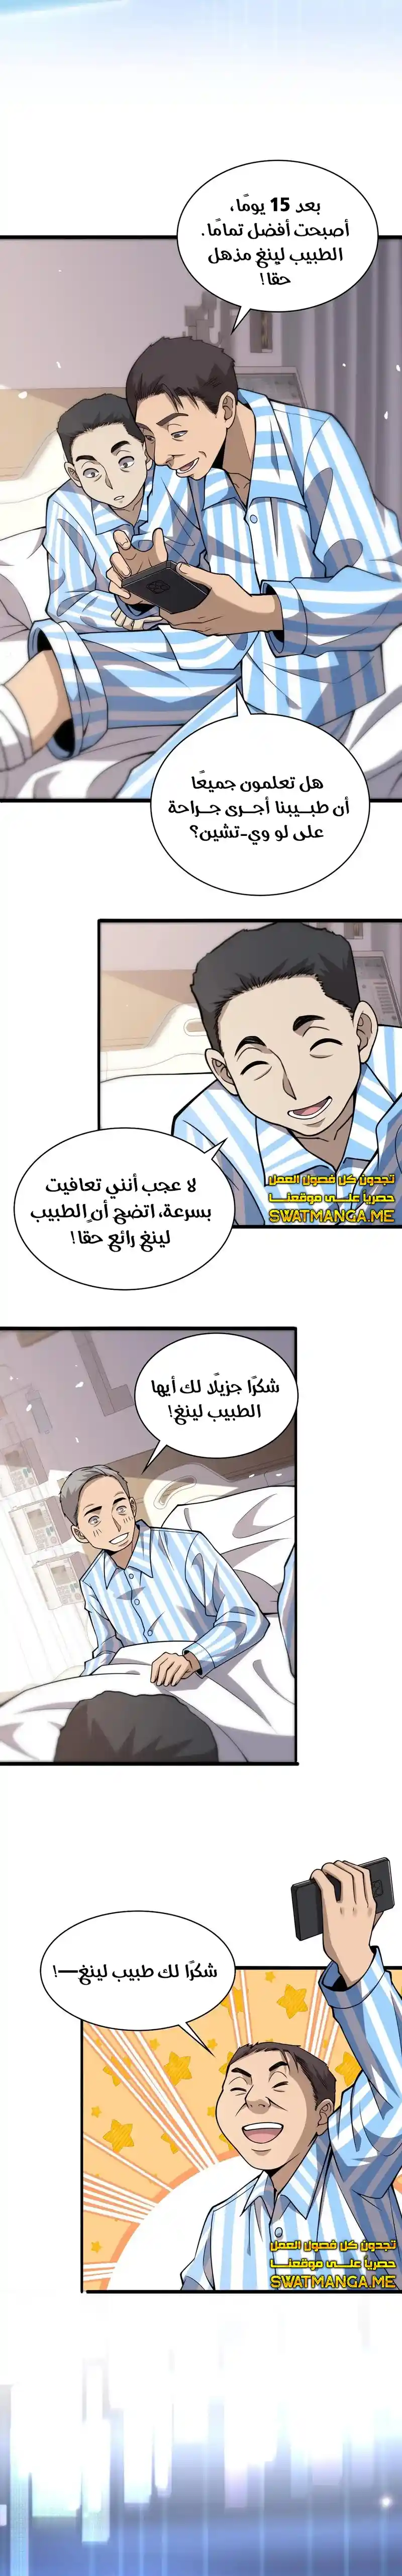 بعد 15 يومًا،
أصبحت أفضل تمامًا.
الطبيب لينغ مذهل
حقا!
هل تعلمون جميعًا
أن طبيبنا أجرى جراحة
على لو وي-تشين؟
تجدون كل فصول العمل
حصرياً على موقعنا
SWATMANGA.ME
لا عجب أنني تعافيت
بسرعة، اتضح أن الطبيب
لينغ رائع حقًا!
شكرًا جزيلًا لك أيها
الطبيب لينغ!
شكرًا لك طبيب لينغ—!
تجدون كل فصول العمل
حصرياً على موقعنا
SWATMANGA.ME